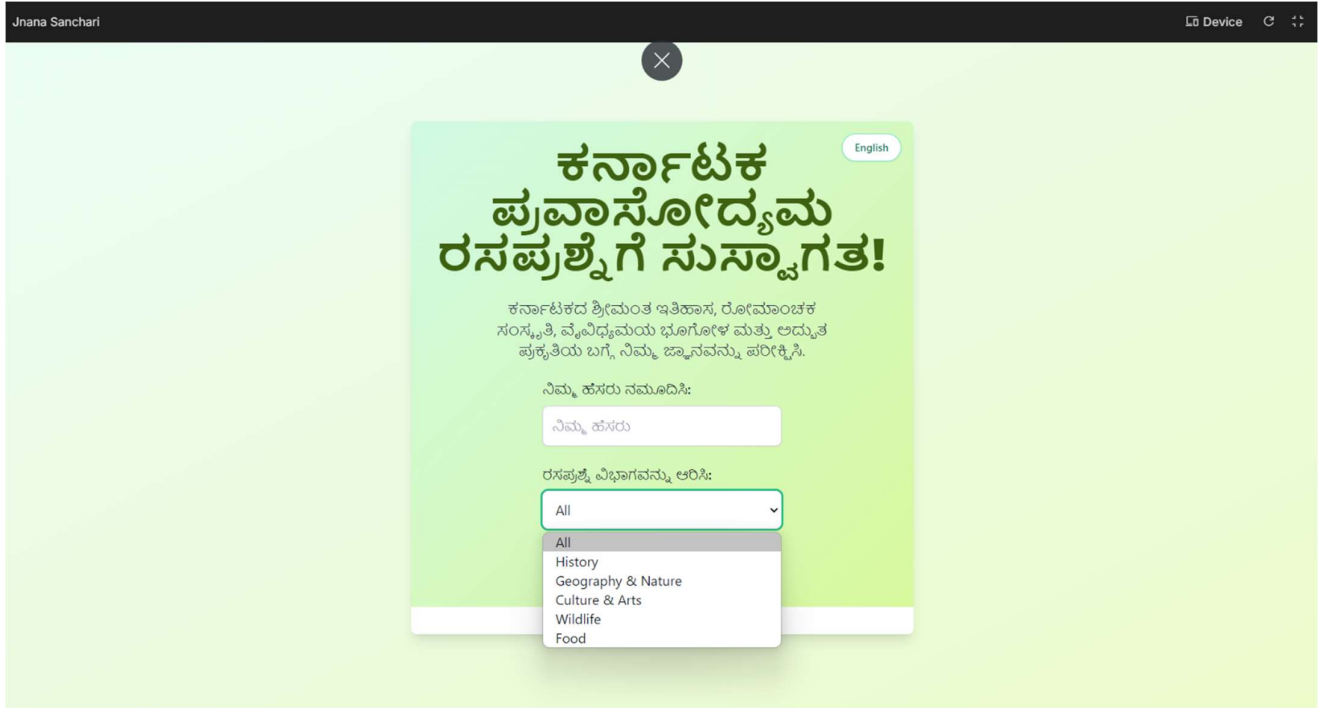 Jnana Sanchari
Device
English
ಕರ್ನಾಟಕ
ಪ್ರವಾಸೋದ್ಯಮ
ರಸಪ್ರಶ್ನೆಗೆ ಸುಸ್ವಾಗತ!
ಕರ್ನಾಟಕದ ಶ್ರೀಮಂತ ಇತಿಹಾಸ, ರೋಮಾಂಚಕ
ಸಂಸ್ಕೃತಿ, ವೈವಿಧ್ಯಮಯ ಭೂಗೋಳ ಮತ್ತು ಅದ್ಭುತ
ಪ್ರಕೃತಿಯ ಬಗ್ಗೆ ನಿಮ್ಮ ಜ್ಞಾನವನ್ನು ಪರೀಕ್ಷಿಸಿ.
ನಿಮ್ಮ ಹೆಸರು ನಮೂದಿಸಿ:
ನಿಮ್ಮ ಹೆಸರು
ರಸಪ್ರಶ್ನೆ ವಿಭಾಗವನ್ನು ಆರಿಸಿ:
All
All
History
Geography & Nature
Culture & Arts
Wildlife
Food